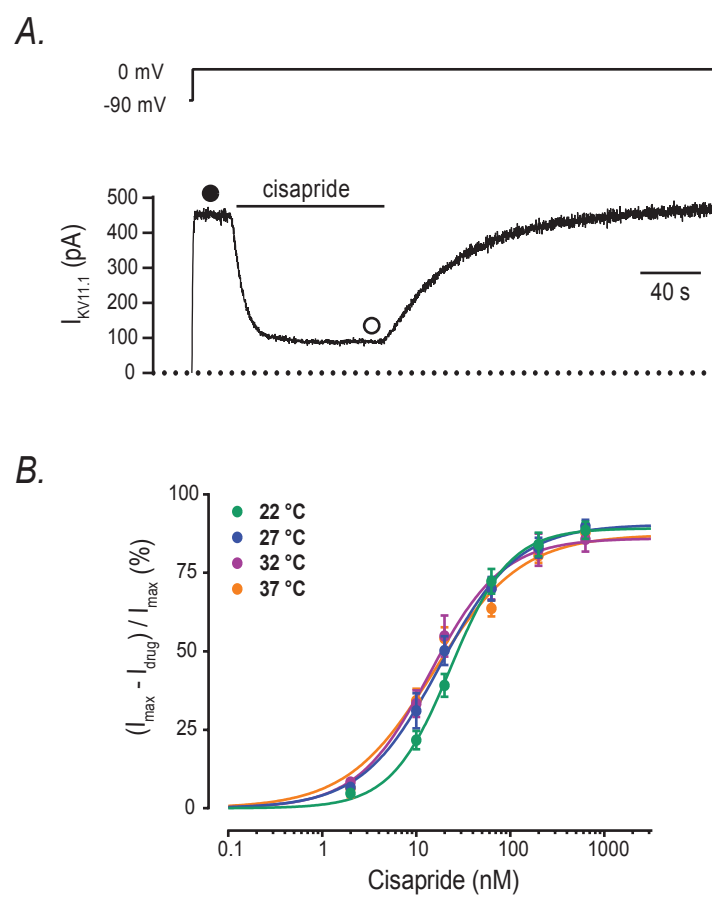 A.
0 mV
-90 mV
cisapride
500
400
300
200
100
0
I_KV11.1 (pA)
40 s
B.
100
75
50
25
0
(I_max - I_drug) / I_max (%)
22 °C
27 °C
32 °C
37 °C
0.1 1 10 100 1000
Cisapride (nM)